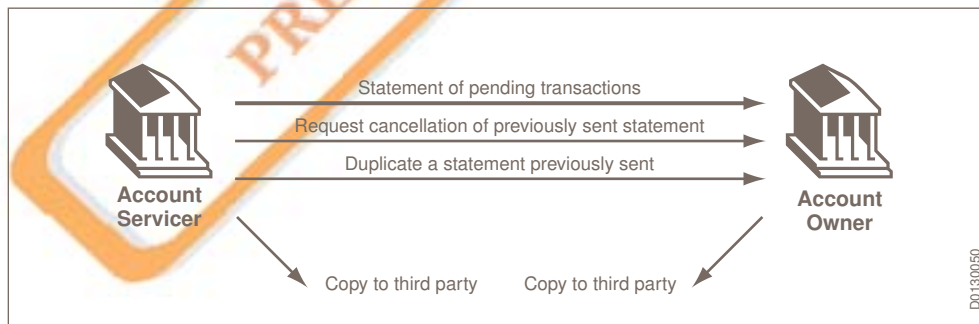 Statement of pending transactions
Request cancellation of previously sent statement
Duplicate a statement previously sent
Account
Servicer
Account
Owner
Copy to third party
Copy to third party
D0130050